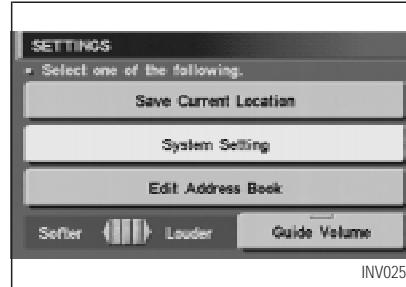 SETTINGS
Select one of the following.
Save Current Location
System Setting
Edit Address Book
Softer Louder Guide Volume
INV025